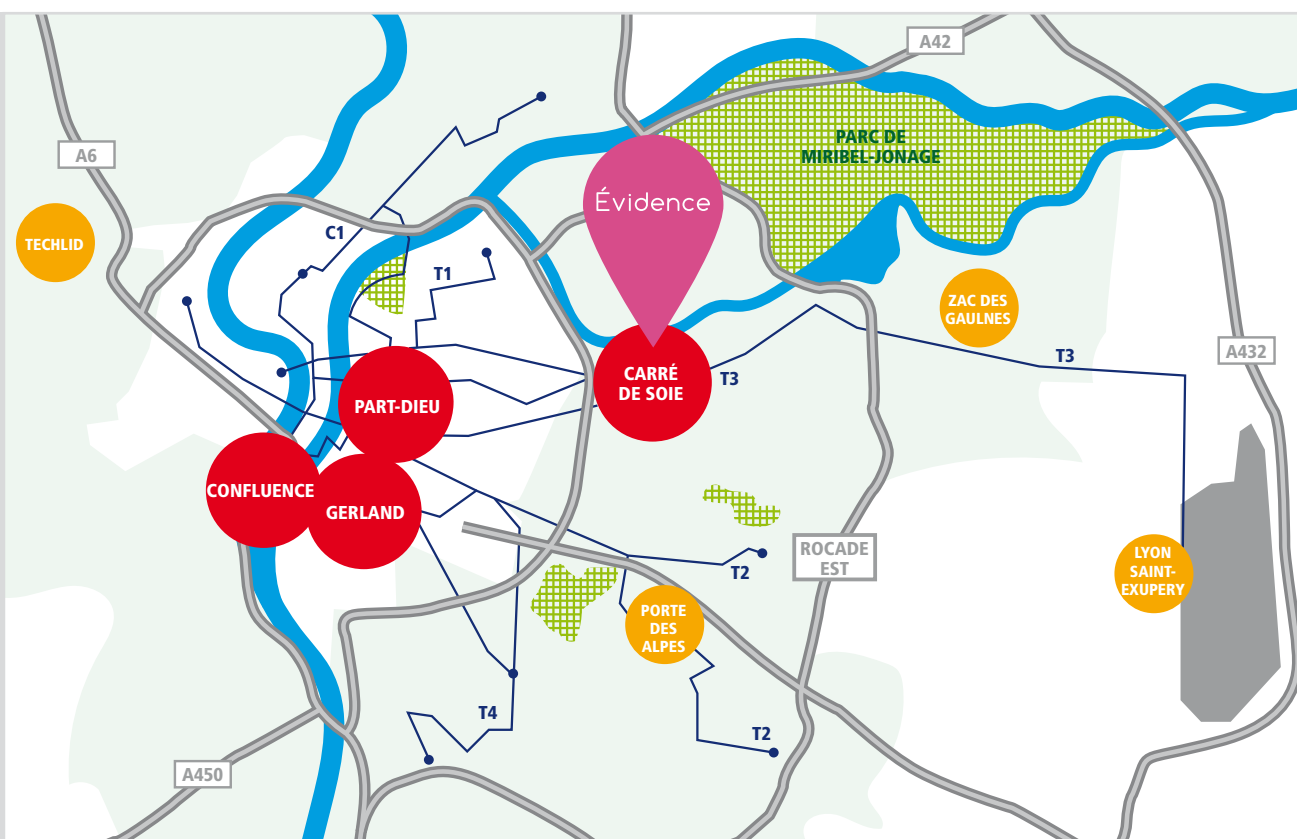 A42
PARC DE
MIRIBEL-JONAGE
A6
Évidence
C1
TECHLID
T1
ZAC DES
GAULNES
A432
T3
T3
CARRÉ
DE SOIE
PART-DIEU
CONFLUENCE
GERLAND
ROCADE
EST
T2
LYON
SAINT-
EXUPERY
PORTE
DES
ALPES
T4
T2
A450